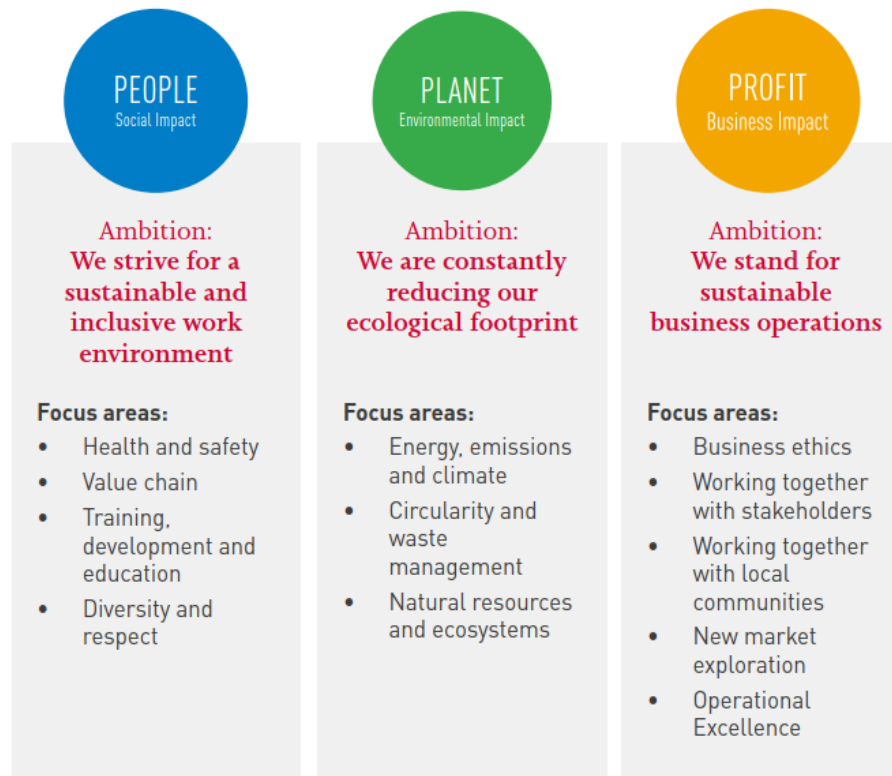 PEOPLE
Social Impact
Ambition:
We strive for a
sustainable and
inclusive work
environment
Focus areas:
• Health and safety
• Value chain
• Training,
development and
education
• Diversity and
respect
PLANET
Environmental Impact
Ambition:
We are constantly
reducing our
ecological footprint
Focus areas:
• Energy, emissions
and climate
• Circularity and
waste
management
• Natural resources
and ecosystems
PROFIT
Business Impact
Ambition:
We stand for
sustainable
business operations
Focus areas:
• Business ethics
• Working together
with stakeholders
• Working together
with local
communities
• New market
exploration
• Operational
Excellence